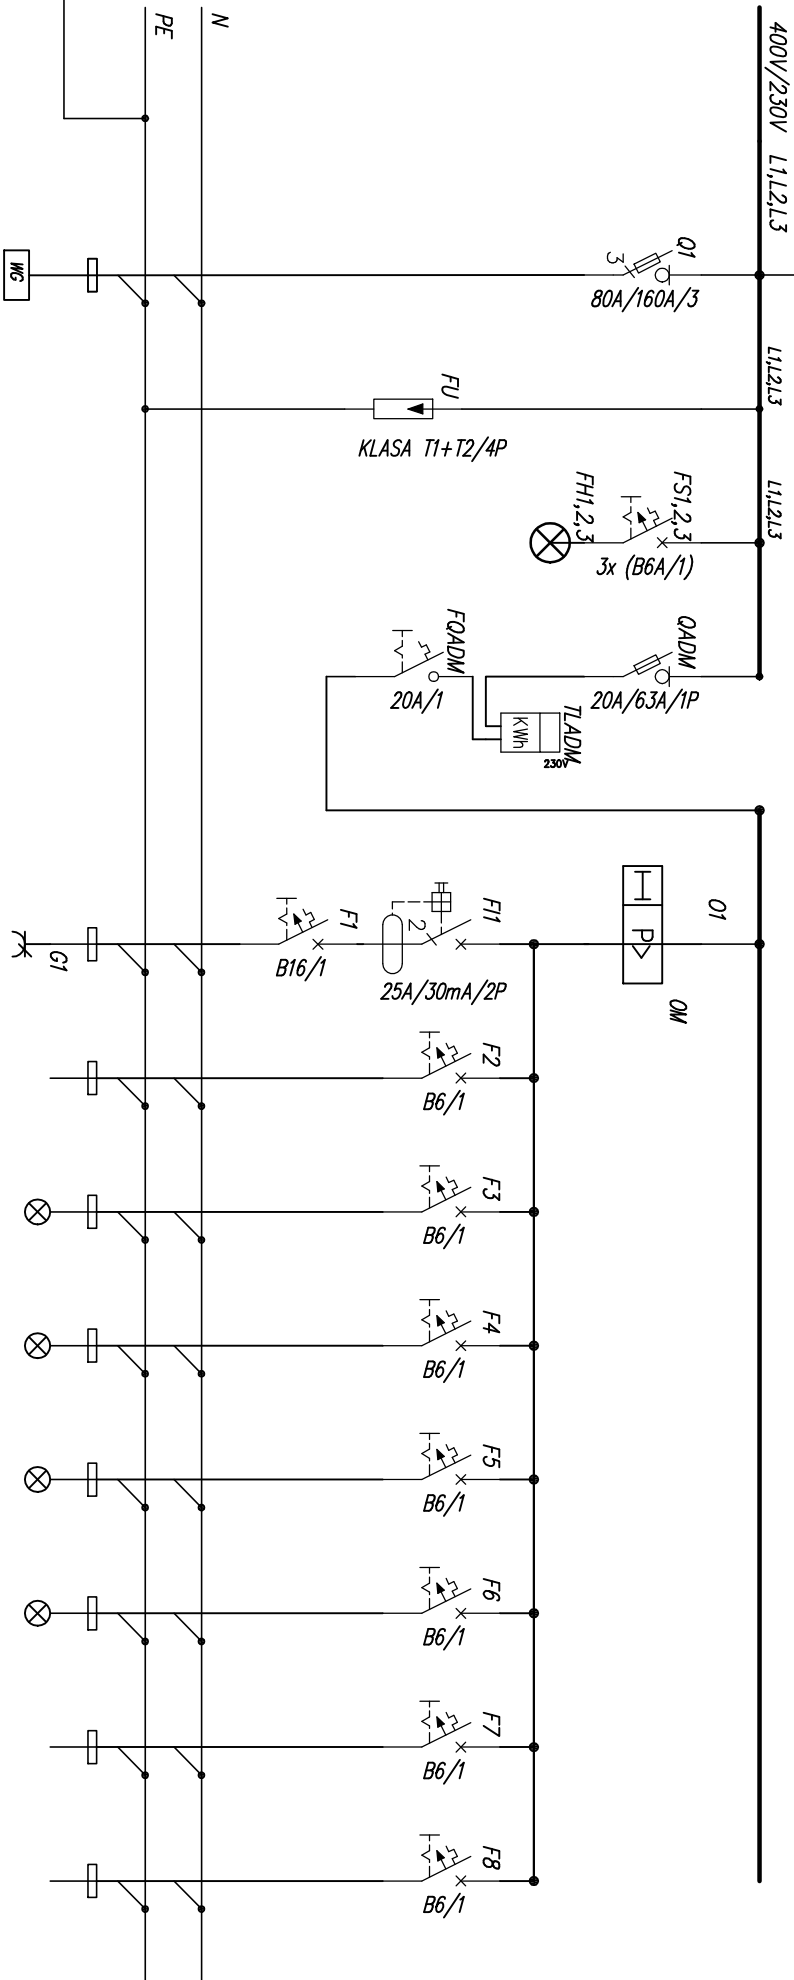 400V/230V L1,L2,L3
N
PE
Q1
3
80A/160A/3
WG
L1,L2,L3
FU
KLASA T1+T2/4P
L1,L2,L3
FS1,2,3
FH1,2,3
3x (B6A/1)
QADM
20A/63A/1P
TLADM
KWh
230V
FQADM
20A/1
O1
P
OM
FI1
2
25A/30mA/2P
F1
B16/1
G1
F2
B6/1
F3
B6/1
F4
B6/1
F5
B6/1
F6
B6/1
F7
B6/1
F8
B6/1